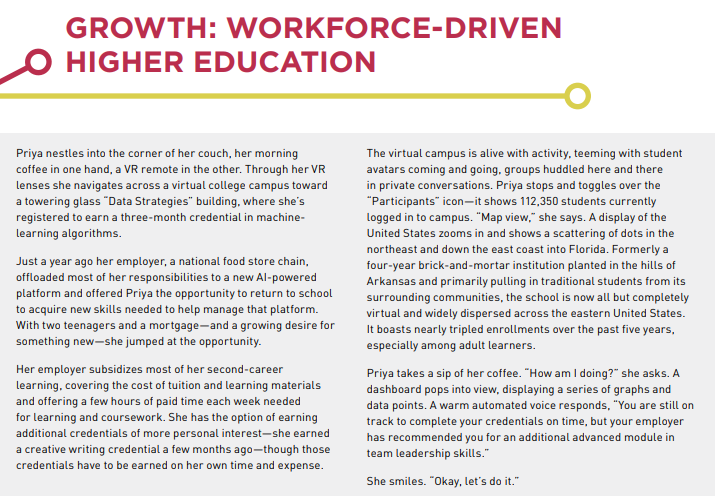 GROWTH: WORKFORCE-DRIVEN
HIGHER EDUCATION
Priya nestles into the corner of her couch, her morning
coffee in one hand, a VR remote in the other. Through her VR
lenses she navigates across a virtual college campus toward
a towering glass “Data Strategies” building, where she’s
registered to earn a three-month credential in machine-
learning algorithms.
Just a year ago her employer, a national food store chain,
offloaded most of her responsibilities to a new AI-powered
platform and offered Priya the opportunity to return to school
to acquire new skills needed to help manage that platform.
With two teenagers and a mortgage—and a growing desire for
something new—she jumped at the opportunity.
Her employer subsidizes most of her second-career
learning, covering the cost of tuition and learning materials
and offering a few hours of paid time each week needed
for learning and coursework. She has the option of earning
additional credentials of more personal interest—she earned
a creative writing credential a few months ago—though those
credentials have to be earned on her own time and expense.
The virtual campus is alive with activity, teeming with student
avatars coming and going, groups huddled here and there
in private conversations. Priya stops and toggles over the
“Participants” icon—it shows 112,350 students currently
logged in to campus. “Map view,” she says. A display of the
United States zooms in and shows a scattering of dots in the
northeast and down the east coast into Florida. Formerly a
four-year brick-and-mortar institution planted in the hills of
Arkansas and primarily pulling in traditional students from its
surrounding communities, the school is now all but completely
virtual and widely dispersed across the eastern United States.
It boasts nearly tripled enrollments over the past five years,
especially among adult learners.
Priya takes a sip of her coffee. “How am I doing?” she asks. A
dashboard pops into view, displaying a series of graphs and
data points. A warm automated voice responds, “You are still on
track to complete your credentials on time, but your employer
has recommended you for an additional advanced module in
team leadership skills.”
She smiles. “Okay, let’s do it.”